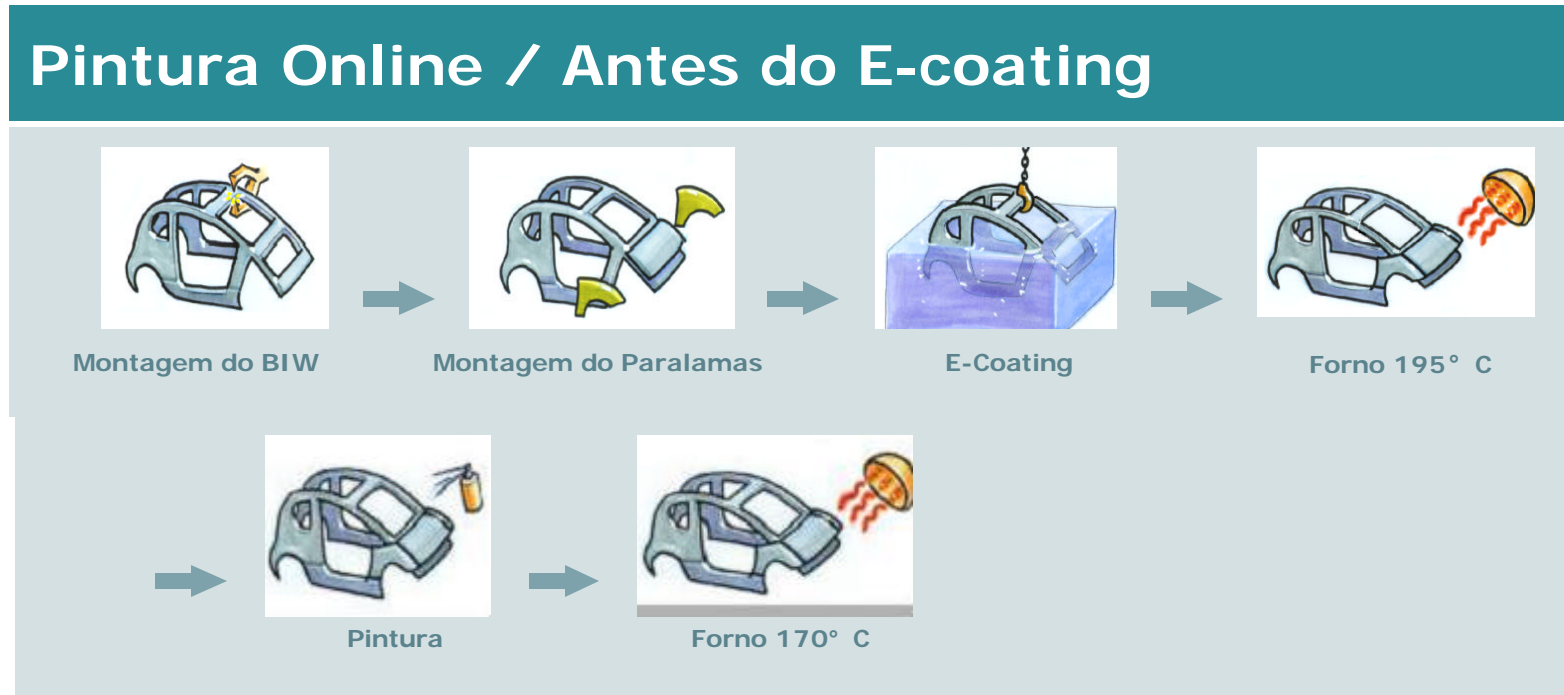 Pintura Online / Antes do E-coating
Montagem do BIW
Montagem do Paralamas
E-Coating
Forno 195° C
Pintura
Forno 170° C